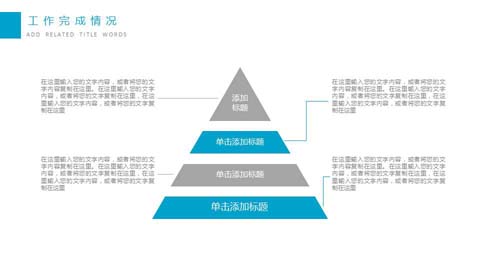 工作完成情况
ADD RELATED TITLE WORDS
在这里输入您的文字内容，或者将您的文
字内容复制在这里。在这里输入您的文字
内容，或者将您的文字复制在这里，在这
里输入您的文字内容，或者将您的文字复
制在这里
添加
标题
在这里输入您的文字内容，或者将您的文
字内容复制在这里。在这里输入您的文字
内容，或者将您的文字复制在这里，在这
里输入您的文字内容，或者将您的文字复
制在这里
单击添加标题
在这里输入您的文字内容，或者将您的文
字内容复制在这里。在这里输入您的文字
内容，或者将您的文字复制在这里，在这
里输入您的文字内容，或者将您的文字复
制在这里
单击添加标题
在这里输入您的文字内容，或者将您的文
字内容复制在这里。在这里输入您的文字
内容，或者将您的文字复制在这里，在这
里输入您的文字内容，或者将您的文字复
制在这里
单击添加标题